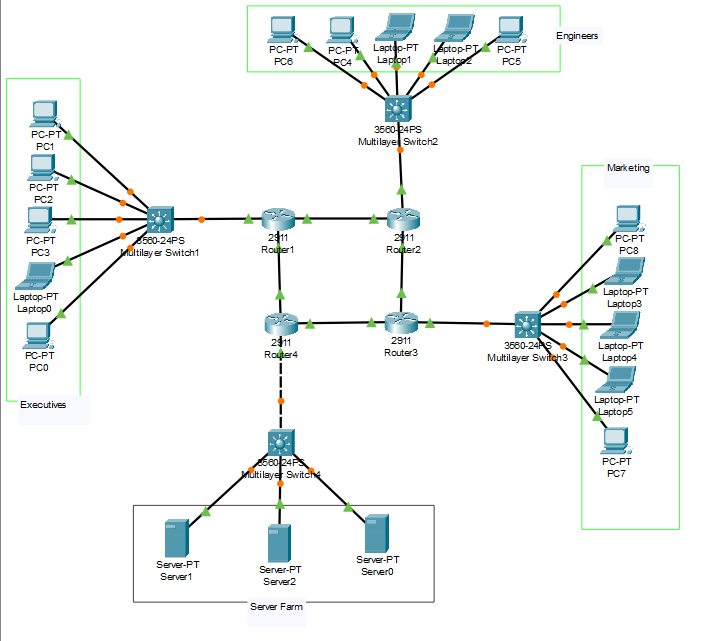 PC-PT
PC6
PC-PT
PC4
Laptop-PT
Laptop1
Laptop-PT
Laptop2
PC-PT
PC5
Engineers
3560-24PS
Multilayer Switch2
PC-PT
PC1
PC-PT
PC2
PC-PT
PC3
Laptop-PT
Laptop0
PC-PT
PC0
Executives
3560-24PS
Multilayer Switch1
2911
Router1
2911
Router2
2911
Router4
2911
Router3
Marketing
PC-PT
PC8
Laptop-PT
Laptop3
Laptop-PT
Laptop4
Laptop-PT
Laptop5
PC-PT
PC7
3560-24PS
Multilayer Switch3
3560-24PS
Multilayer Switch4
Server-PT
Server1
Server-PT
Server2
Server-PT
Server0
Server Farm